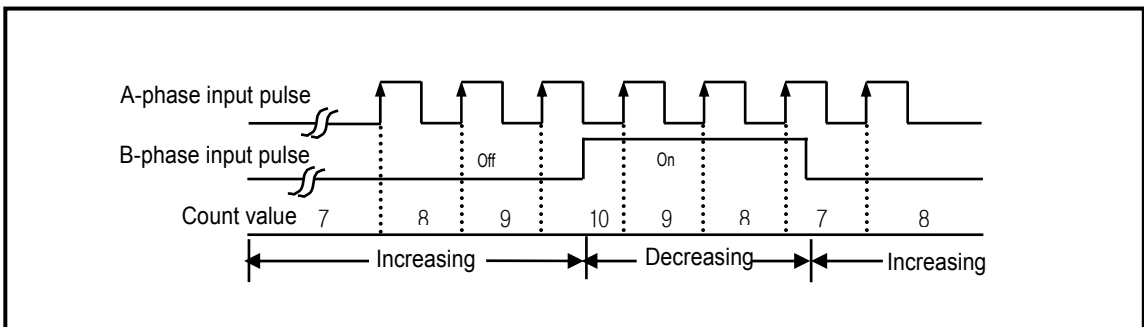 A-phase input pulse
B-phase input pulse
Off
On
Count value 7 8 9 10 9 8 7 8
Increasing Decreasing Increasing